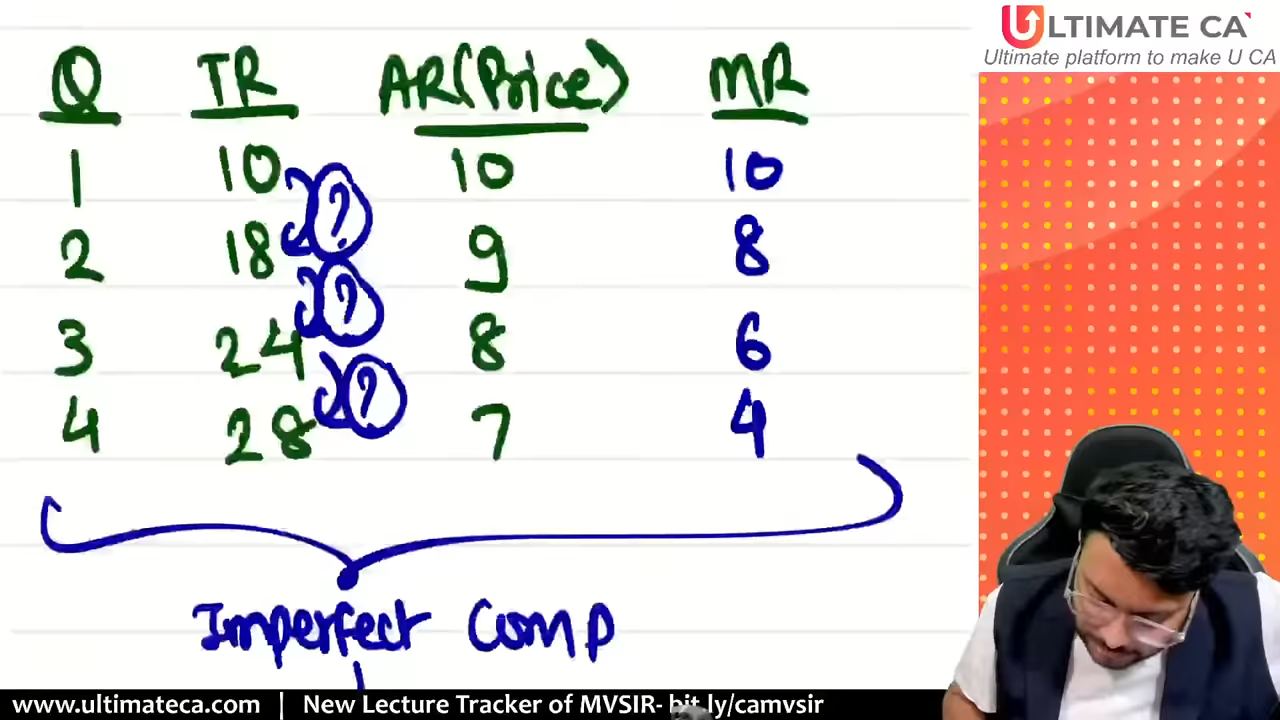 ULTIMATE CA
Ultimate platform to make U CA
Q TR AR(Price) MR
1 10 10 10
?
2 18 9 8
?
3 24 8 6
?
4 28 7 4
Imperfect Comp
www.ultimateca.com | New Lecture Tracker of MVSIR- bit.ly/camvsir